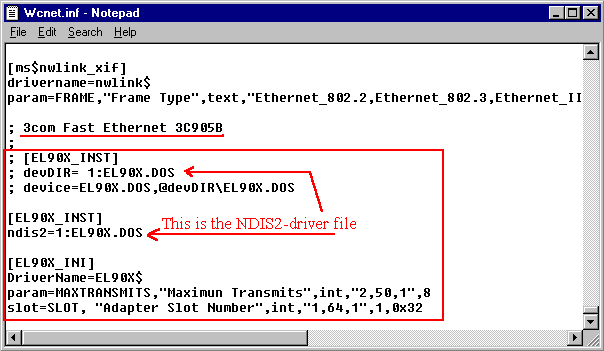 Wcnet.inf - Notepad
File Edit Search Help
[ms$nwlink_xif]
drivername=nwlink$
param=FRAME,"Frame Type",text,"Ethernet_802.2,Ethernet_802.3,Ethernet_II
; 3com Fast Ethernet 3C905B
;
; [EL90X_INST]
; devDIR= 1:EL90X.DOS
; device=EL90X.DOS,@devDIR\EL90X.DOS
[EL90X_INST]
This is the NDIS2-driver file
ndis2=1:EL90X.DOS
[EL90X_INI]
DriverName=EL90X$
param=MAXTRANSMITS,"Maximun Transmits",int,"2,50,1",8
slot=SLOT, "Adapter Slot Number",int,"1,64,1",1,0x32